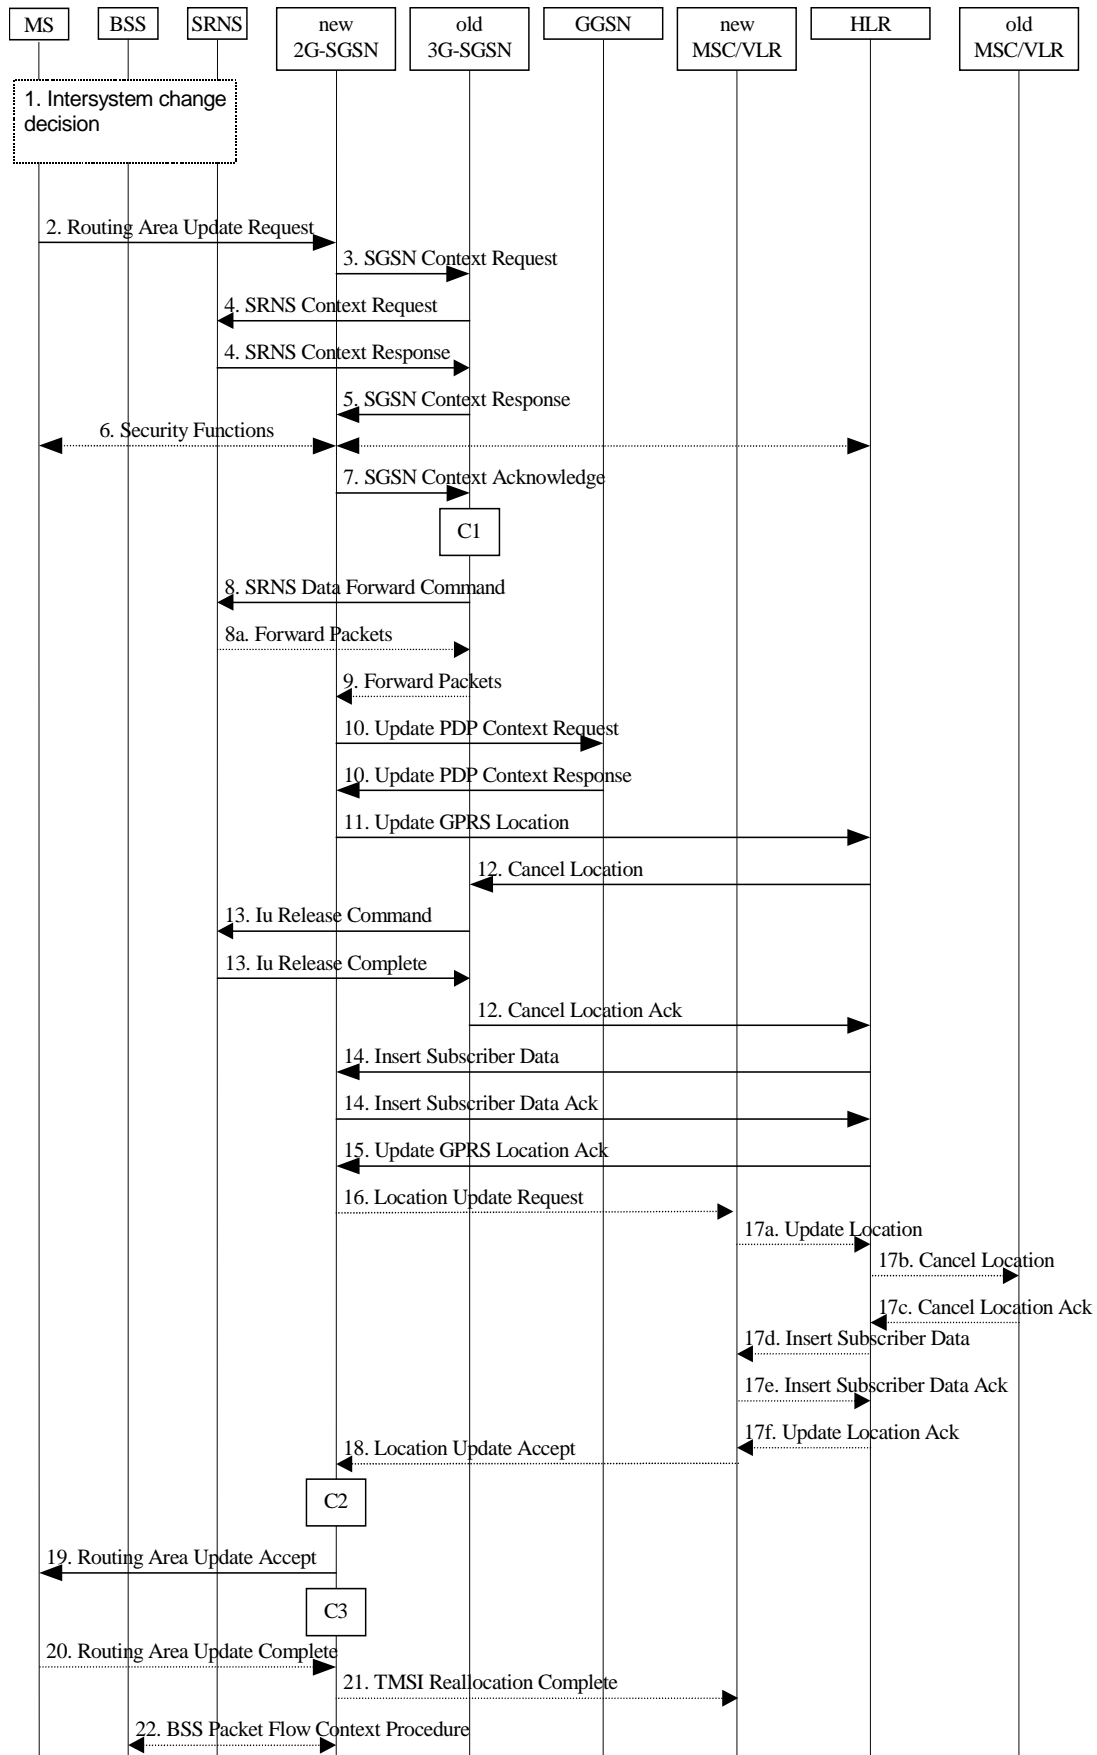 MS
BSS
SRNS
new
2G-SGSN
old
3G-SGSN
GGSN
new
MSC/VLR
HLR
old
MSC/VLR
1. Intersystem change
decision
2. Routing Area Update Request
3. SGSN Context Request
4. SRNS Context Request
4. SRNS Context Response
5. SGSN Context Response
6. Security Functions
7. SGSN Context Acknowledge
C1
8. SRNS Data Forward Command
8a. Forward Packets
9. Forward Packets
10. Update PDP Context Request
10. Update PDP Context Response
11. Update GPRS Location
12. Cancel Location
13. Iu Release Command
13. Iu Release Complete
12. Cancel Location Ack
14. Insert Subscriber Data
14. Insert Subscriber Data Ack
15. Update GPRS Location Ack
16. Location Update Request
17a. Update Location
17b. Cancel Location
17c. Cancel Location Ack
17d. Insert Subscriber Data
17e. Insert Subscriber Data Ack
17f. Update Location Ack
18. Location Update Accept
C2
19. Routing Area Update Accept
C3
20. Routing Area Update Complete
21. TMSI Reallocation Complete
22. BSS Packet Flow Context Procedure